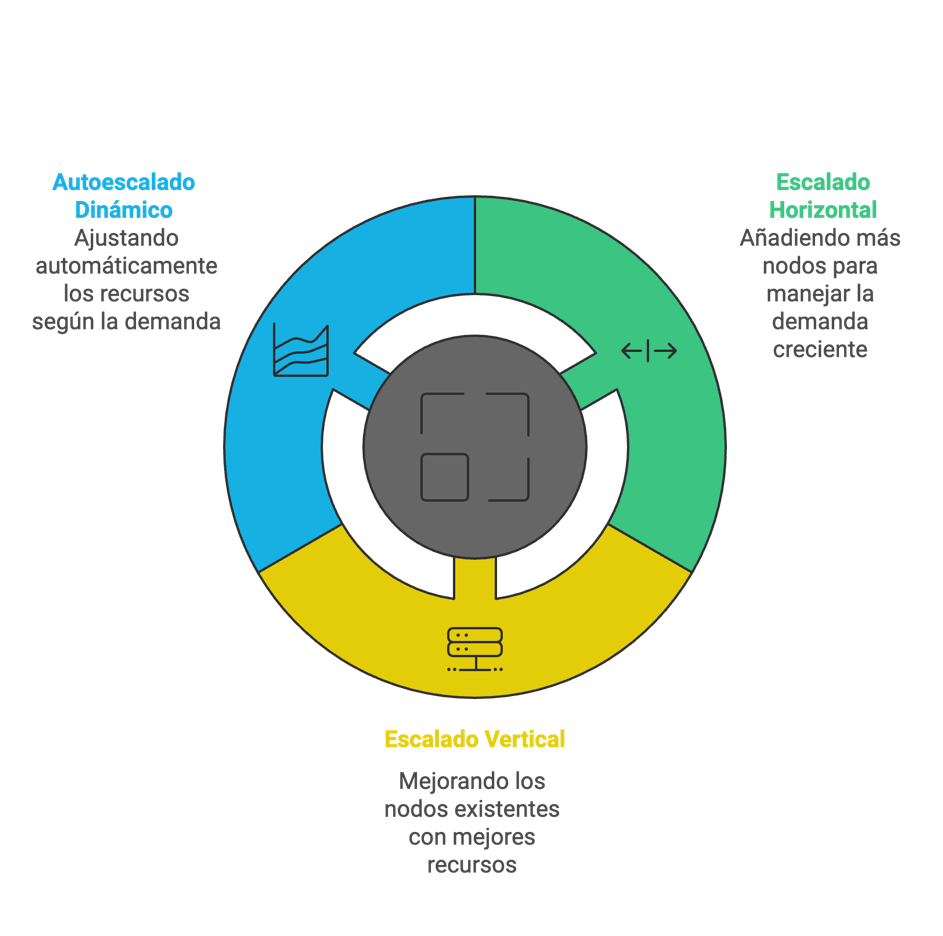 Autoescalado
Dinámico
Ajustando
automáticamente
los recursos
según la demanda
Escalado
Horizontal
Añadiendo más
nodos para
manejar la
demanda
creciente
Escalado Vertical
Mejorando los
nodos existentes
con mejores
recursos